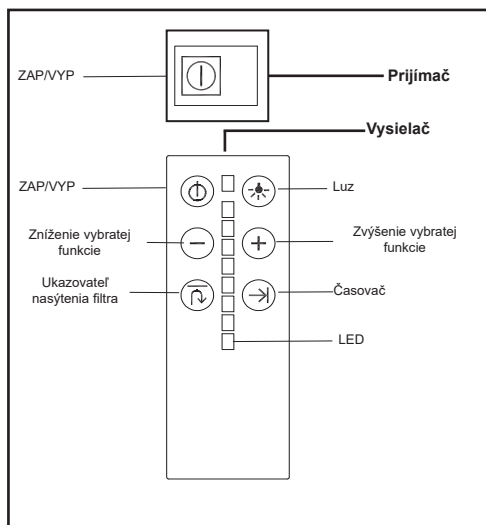 ZAP/VYP
Prijímač
Vysielač
ZAP/VYP
Luz
Zníženie vybratej
funkcie
Zvýšenie vybratej
funkcie
Ukazovateľ
nasýtenia filtra
Časovač
LED